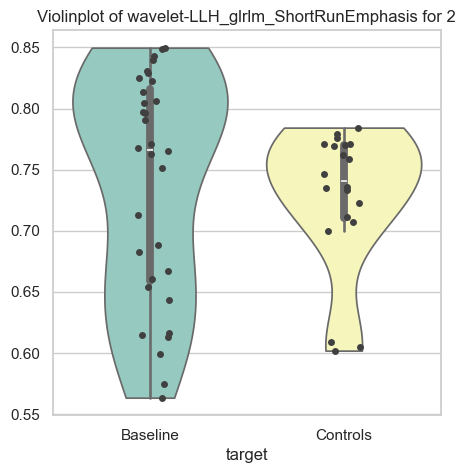 Violinplot of wavelet-LLH_glrlm_ShortRunEmphasis for 2
0.85
0.80
0.75
0.70
0.65
0.60
0.55
Baseline
Controls
target